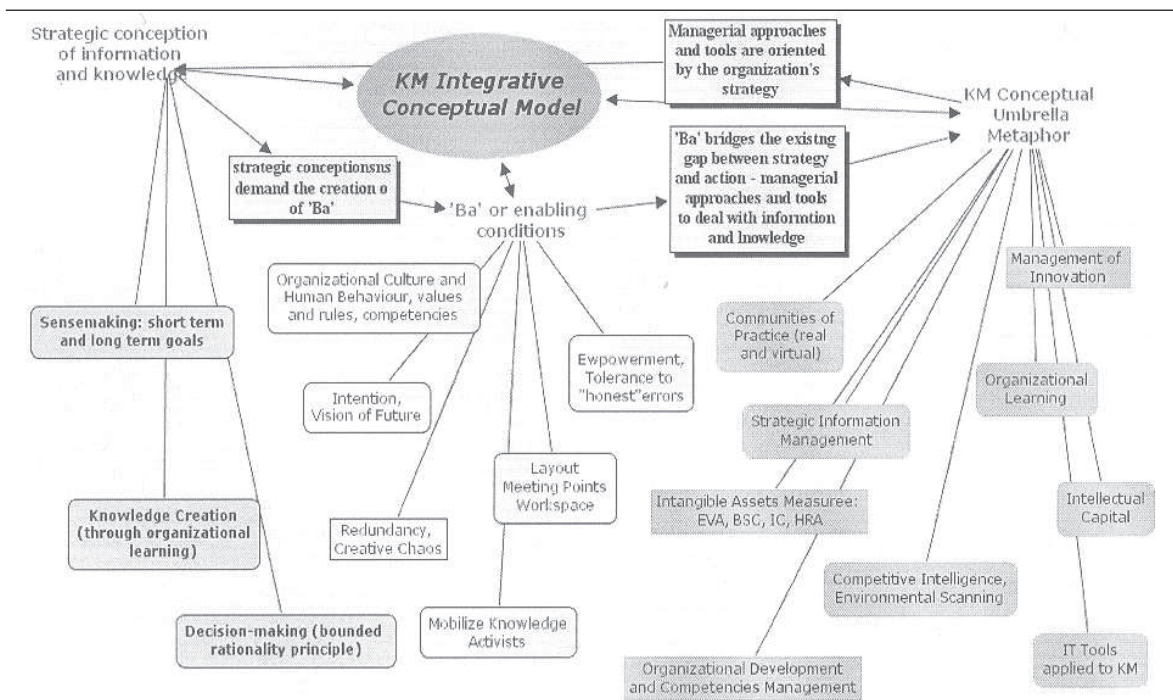 Strategic conception
of information
and knowledge
KM Integrative
Conceptual Model
Managerial approaches
and tools are oriented
by the organization's
strategy
KM Conceptual
Umbrella
Metaphor
strategic conceptionsns
demand the creation o
of 'Ba'
'Ba' or enabling
conditions
'Ba' bridges the existng
gap between strategy
and action - managerial
approaches and tools
to deal with informtion
and lnowledge
Organizational Culture and
Human Behaviour, values
and rules, competencies
Management of
Innovation
Sensemaking: short term
and long term goals
Communities of
Practice (real
and virtual)
Ewpowerment,
Tolerance to
"honest"errors
Intention,
Vision of Future
Organizational
Learning
Strategic Information
Management
Layout
Meeting Points
Workspace
Intangible Assets Measuree:
EVA, BSC, IC, HRA
Intellectual
Capital
Knowledge Creation
(through organizational
learning)
Redundancy,
Creative Chaos
Competitive Intelligence,
Environmental Scanning
Decision-making (bounded
rationality principle)
Mobilize Knowledge
Activists
Organizational Development
and Competencies Management
IT Tools
applied to KM